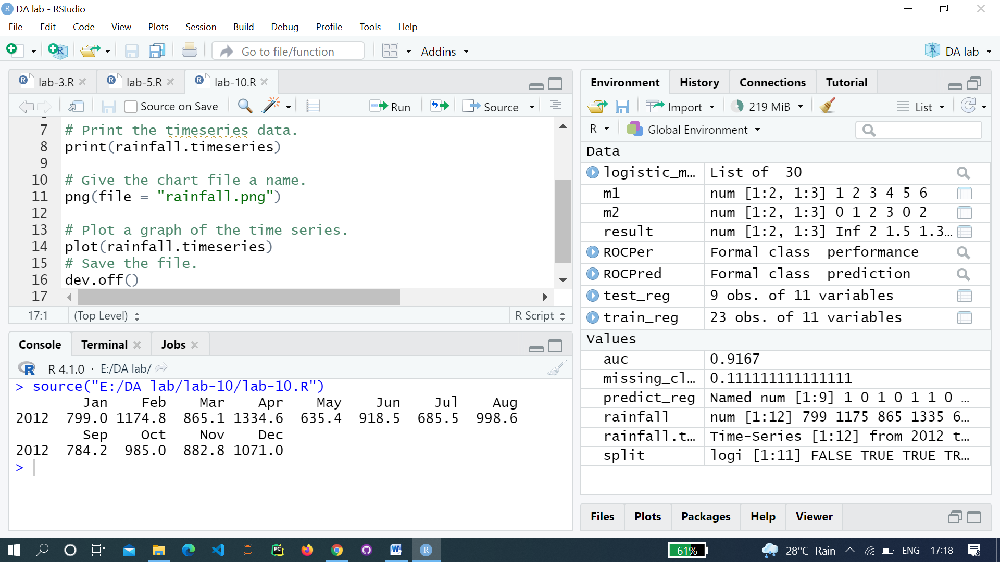 DA lab - RStudio
File Edit Code View Plots Session Build Debug Profile Tools Help
Go to file/function Addins DA lab
lab-3.R lab-5.R lab-10.R
Source on Save Run Source
7 # Print the timeseries data.
8 print(rainfall.timeseries)
9
10 # Give the chart file a name.
11 png(file = "rainfall.png")
12
13 # Plot a graph of the time series.
14 plot(rainfall.timeseries)
15 # Save the file.
16 dev.off()
17
17:1 (Top Level) R Script
Console Terminal Jobs
R 4.1.0 · E:/DA lab/
> source("E:/DA lab/lab-10/lab-10.R")
Jan Feb Mar Apr May Jun Jul Aug
2012 799.0 1174.8 865.1 1334.6 635.4 918.5 685.5 998.6
Sep Oct Nov Dec
2012 784.2 985.0 882.8 1071.0
>
Environment History Connections Tutorial
Import 219 MiB List
R Global Environment
Data
logistic_m… List of 30
m1 num [1:2, 1:3] 1 2 3 4 5 6
m2 num [1:2, 1:3] 0 1 2 3 0 2
result num [1:2, 1:3] Inf 2 1.5 1.3…
ROCPer Formal class performance
ROCPred Formal class prediction
test_reg 9 obs. of 11 variables
train_reg 23 obs. of 11 variables
Values
auc 0.9167
missing_cl… 0.111111111111111
predict_reg Named num [1:9] 1 0 1 0 1 1 0 …
rainfall num [1:12] 799 1175 865 1335 6…
rainfall.t… Time-Series [1:12] from 2012 t…
split logi [1:11] FALSE TRUE TRUE TR…
Files Plots Packages Help Viewer
61% 28°C Rain ENG 17:18